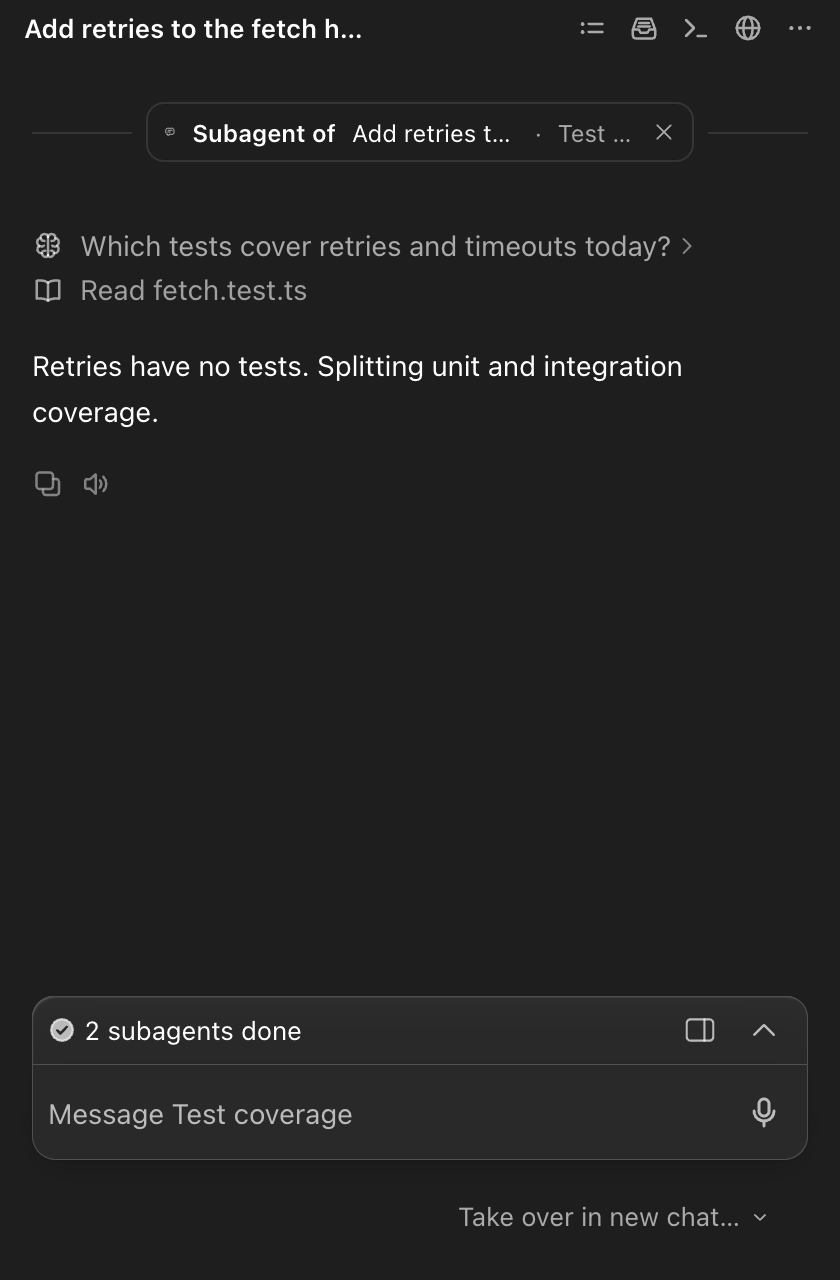 Add retries to the fetch h...
Subagent of Add retries t... · Test ...
Which tests cover retries and timeouts today?
Read fetch.test.ts
Retries have no tests. Splitting unit and integration
coverage.
2 subagents done
Message Test coverage
Take over in new chat...